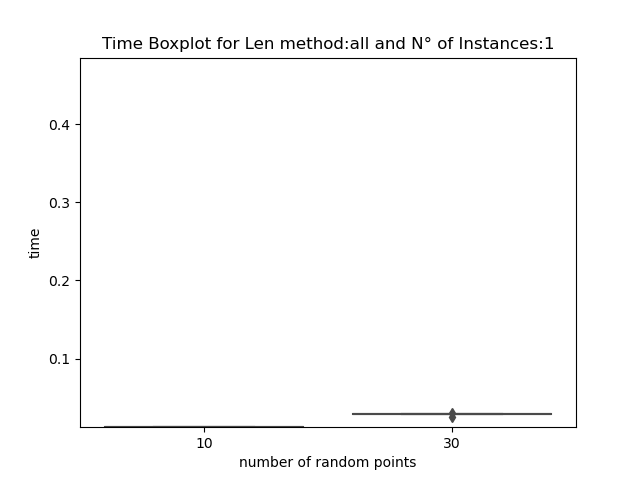 Time Boxplot for Len method:all and N° of Instances:1
0.4
0.3
0.2
0.1
time
10
30
number of random points